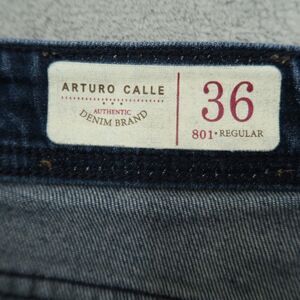 ARTURO CALLE
AUTHENTIC
DENIM BRAND
36
801•REGULAR